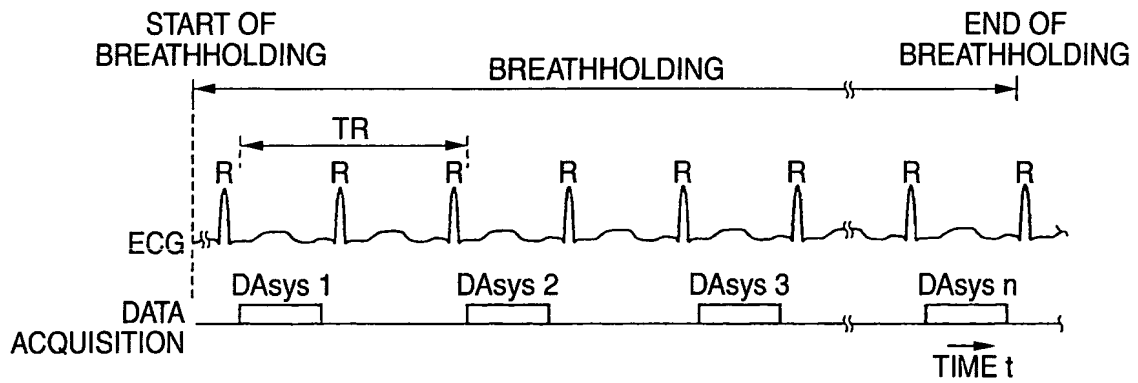 START OF
BREATHHOLDING
END OF
BREATHHOLDING
BREATHHOLDING
TR
R R R R R R R R
ECG
DAsys 1 DAsys 2 DAsys 3 DAsys n
DATA
ACQUISITION
TIME t